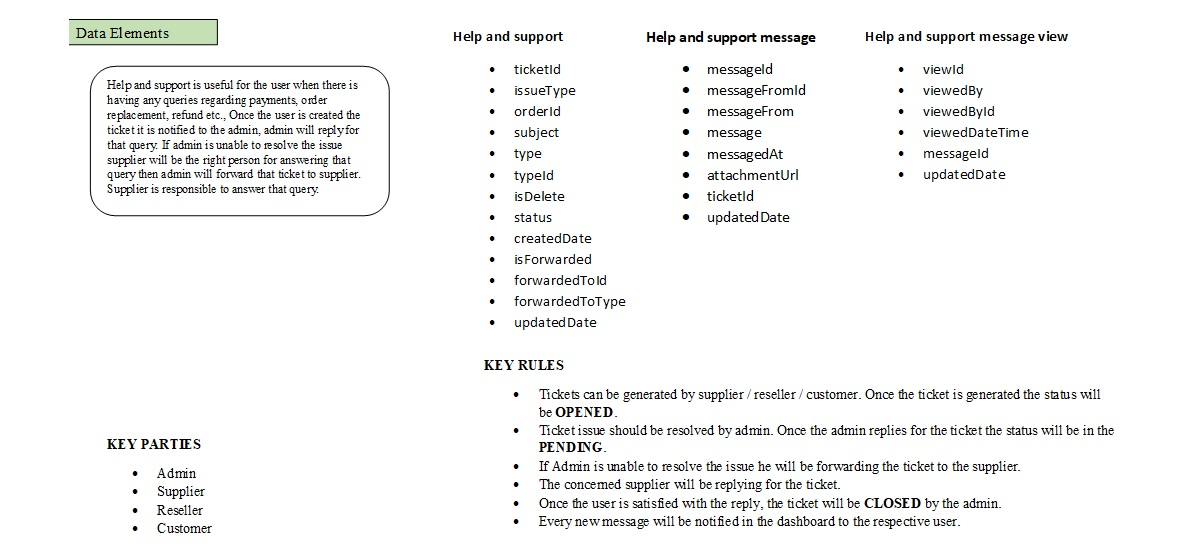 Data Elements
Help and support is useful for the user when there is
having any queries regarding payments, order
replacement, refund etc., Once the user is created the
ticket it is notified to the admin, admin will reply for
that query. If admin is unable to resolve the issue
supplier will be the right person for answering that
query then admin will forward that ticket to supplier.
Supplier is responsible to answer that query.
Help and support
• ticketId
• issueType
• orderId
• subject
• type
• typeId
• isDelete
• status
• createdDate
• isForwarded
• forwardedToId
• forwardedToType
• updatedDate
Help and support message
• messageId
• messageFromId
• messageFrom
• message
• messagedAt
• attachmentUrl
• ticketId
• updatedDate
Help and support message view
• viewId
• viewedBy
• viewedById
• viewedDateTime
• messageId
• updatedDate
KEY PARTIES
• Admin
• Supplier
• Reseller
• Customer
KEY RULES
• Tickets can be generated by supplier / reseller / customer. Once the ticket is generated the status will
be OPENED.
• Ticket issue should be resolved by admin. Once the admin replies for the ticket the status will be in the
PENDING.
• If Admin is unable to resolve the issue he will be forwarding the ticket to the supplier.
• The concerned supplier will be replying for the ticket.
• Once the user is satisfied with the reply, the ticket will be CLOSED by the admin.
• Every new message will be notified in the dashboard to the respective user.